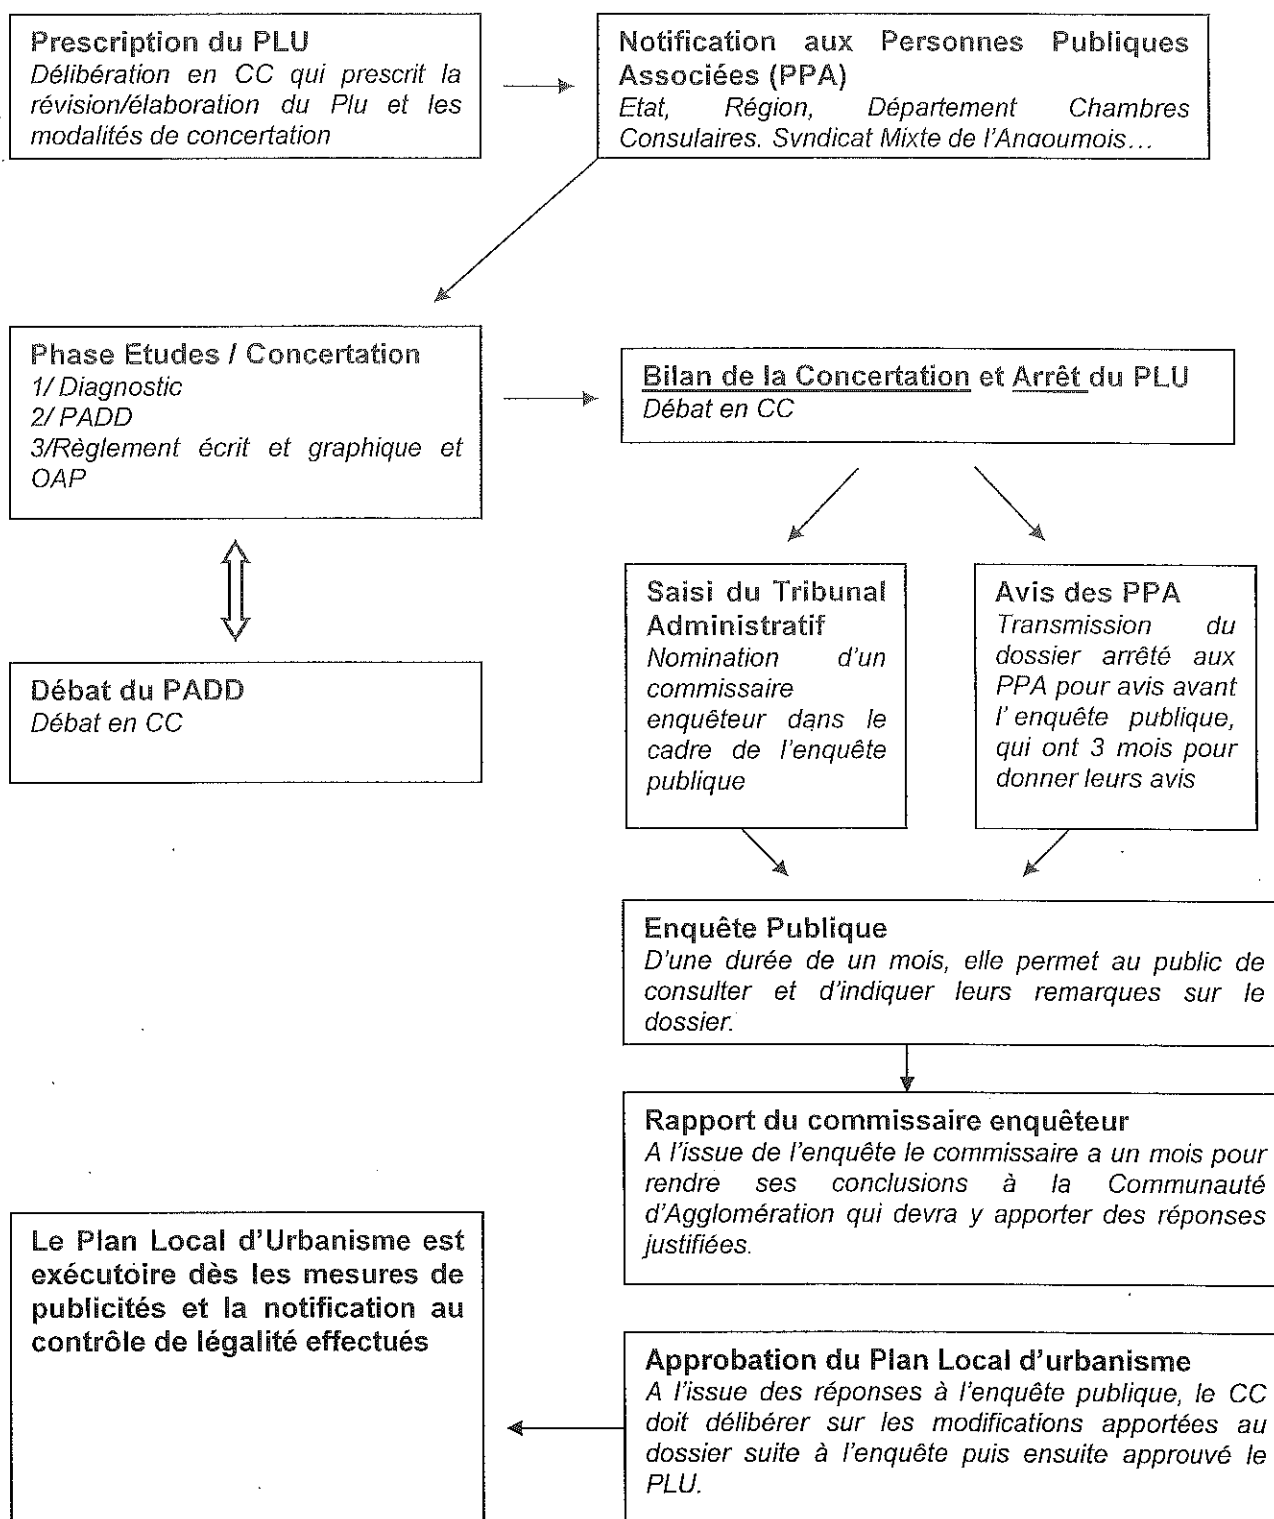 Prescription du PLU
Délibération en CC qui prescrit la
révision/élaboration du Plu et les
modalités de concertation
Notification aux Personnes Publiques
Associées (PPA)
Etat, Région, Département Chambres
Consulaires. Syndicat Mixte de l'Angoumois…
Phase Etudes / Concertation
1/ Diagnostic
2/ PADD
3/Règlement écrit et graphique et
OAP
Bilan de la Concertation et Arrêt du PLU
Débat en CC
Débat du PADD
Débat en CC
Saisi du Tribunal
Administratif
Nomination d'un
commissaire
enquêteur dans le
cadre de l'enquête
publique
Avis des PPA
Transmission du
dossier arrêté aux
PPA pour avis avant
l' enquête publique,
qui ont 3 mois pour
donner leurs avis
Enquête Publique
D'une durée de un mois, elle permet au public de
consulter et d'indiquer leurs remarques sur le
dossier.
Rapport du commissaire enquêteur
A l'issue de l'enquête le commissaire a un mois pour
rendre ses conclusions à la Communauté
d'Agglomération qui devra y apporter des réponses
justifiées.
Approbation du Plan Local d'urbanisme
A l'issue des réponses à l'enquête publique, le CC
doit délibérer sur les modifications apportées au
dossier suite à l'enquête puis ensuite approuvé le
PLU.
Le Plan Local d'Urbanisme est
exécutoire dès les mesures de
publicités et la notification au
contrôle de légalité effectués